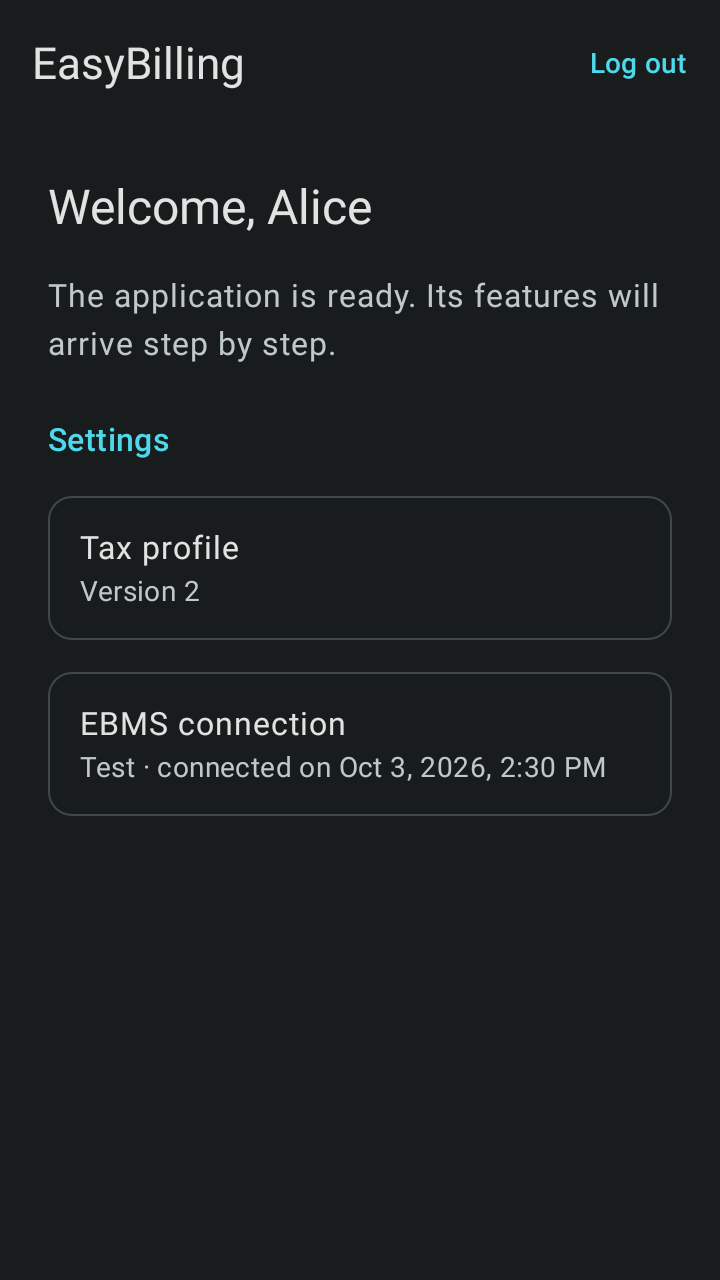 EasyBilling
Log out
Welcome, Alice
The application is ready. Its features will
arrive step by step.
Settings
Tax profile
Version 2
EBMS connection
Test · connected on Oct 3, 2026, 2:30 PM